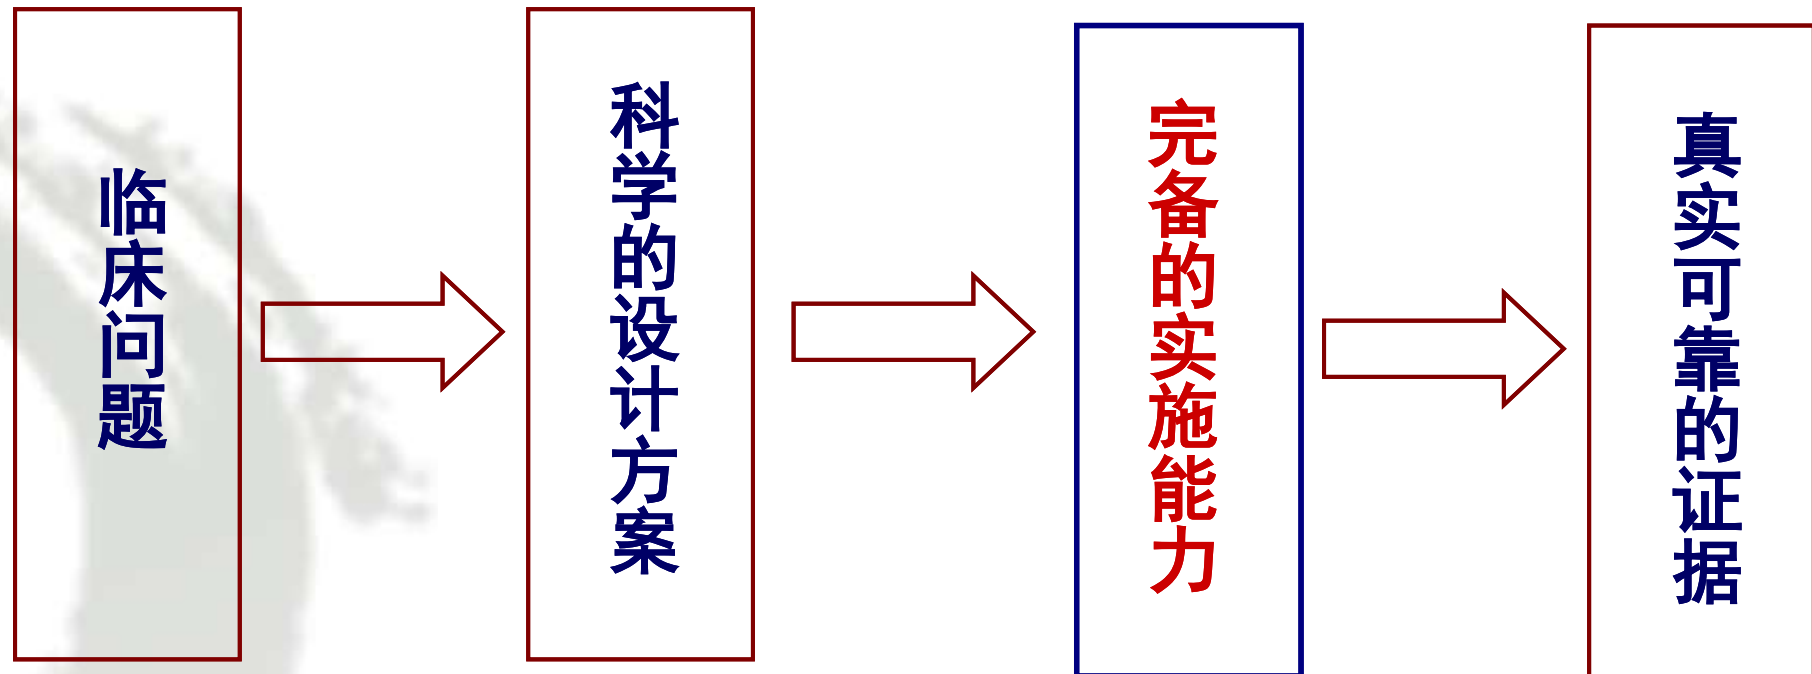 临床问题
科学的设计方案
完备的实施能力
真实可靠的证据